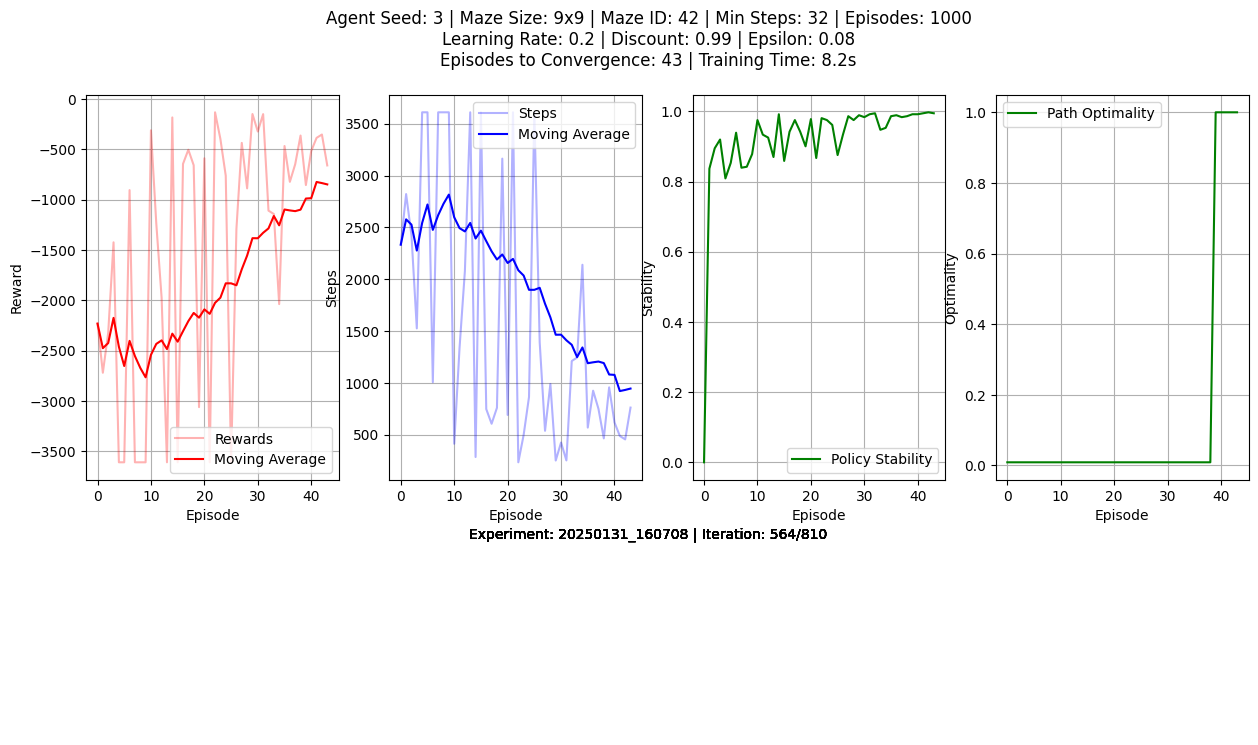 Agent Seed: 3 | Maze Size: 9x9 | Maze ID: 42 | Min Steps: 32 | Episodes: 1000
Learning Rate: 0.2 | Discount: 0.99 | Epsilon: 0.08
Episodes to Convergence: 43 | Training Time: 8.2s
Reward
0
−500
−1000
−1500
−2000
−2500
−3000
−3500
Rewards
Moving Average
0 10 20 30 40
Episode
Steps
3500
3000
2500
2000
1500
1000
500
Steps
Moving Average
0 10 20 30 40
Episode
Stability
1.0
0.8
0.6
0.4
0.2
0.0
Policy Stability
0 10 20 30 40
Episode
Optimality
1.0
0.8
0.6
0.4
0.2
0.0
Path Optimality
0 10 20 30 40
Episode
Experiment: 20250131_160708 | Iteration: 564/810